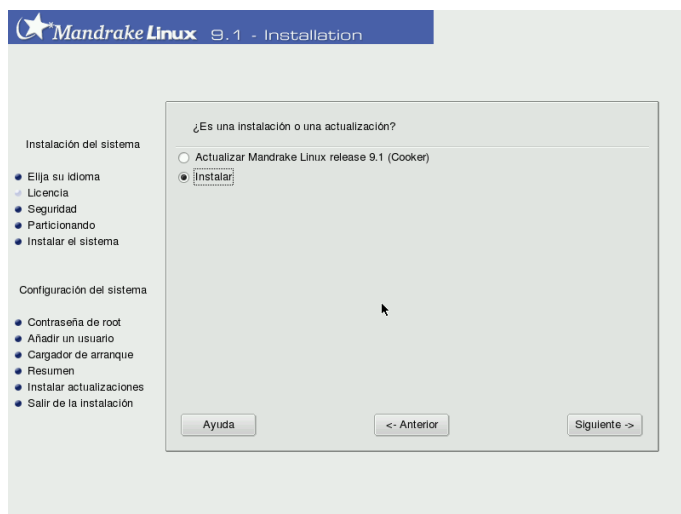 Mandrake Linux 9.1 - Installation
Instalación del sistema
Elija su idioma
Licencia
Seguridad
Particionando
Instalar el sistema
Configuración del sistema
Contraseña de root
Añadir un usuario
Cargador de arranque
Resumen
Instalar actualizaciones
Salir de la instalación
¿Es una instalación o una actualización?
Actualizar Mandrake Linux release 9.1 (Cooker)
Instalar
Ayuda
<- Anterior
Siguiente ->